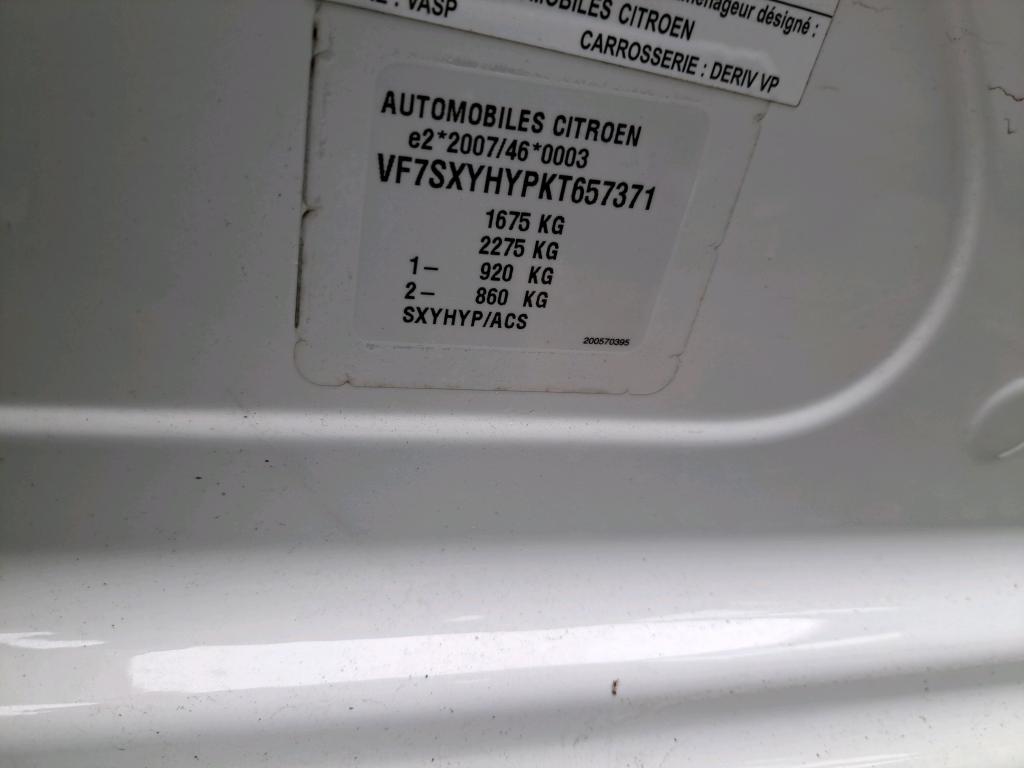 : VASP
MOBILES CITROEN
énageur désigné :
CARROSSERIE : DERIV VP
AUTOMOBILES CITROEN
e2*2007/46*0003
VF7SXYHYPKT657371
1675 KG
2275 KG
1– 920 KG
2– 860 KG
SXYHYP/ACS
200570395